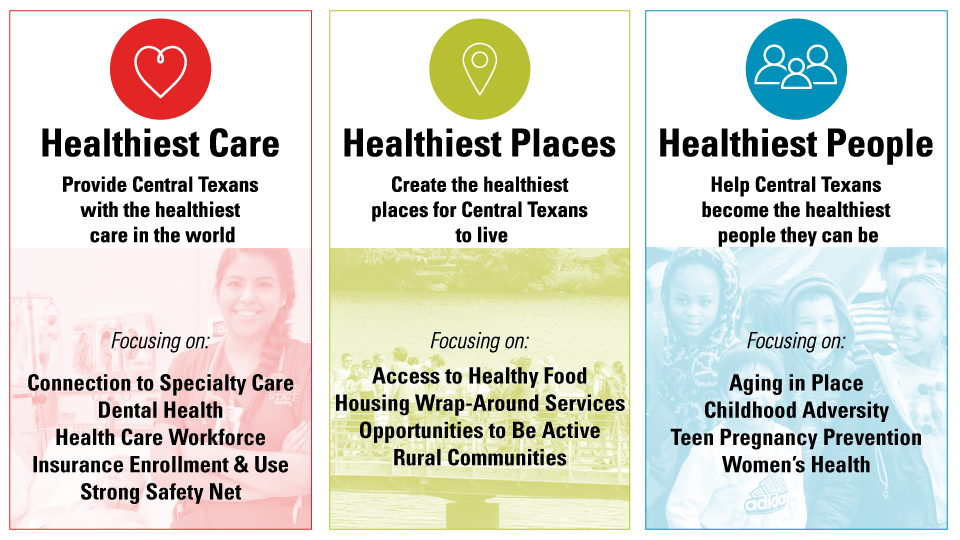 Healthiest Care
Provide Central Texans
with the healthiest
care in the world
Focusing on:
Connection to Specialty Care
Dental Health
Health Care Workforce
Insurance Enrollment & Use
Strong Safety Net
Healthiest Places
Create the healthiest
places for Central Texans
to live
Focusing on:
Access to Healthy Food
Housing Wrap-Around Services
Opportunities to Be Active
Rural Communities
Healthiest People
Help Central Texans
become the healthiest
people they can be
Focusing on:
Aging in Place
Childhood Adversity
Teen Pregnancy Prevention
Women’s Health
adidas